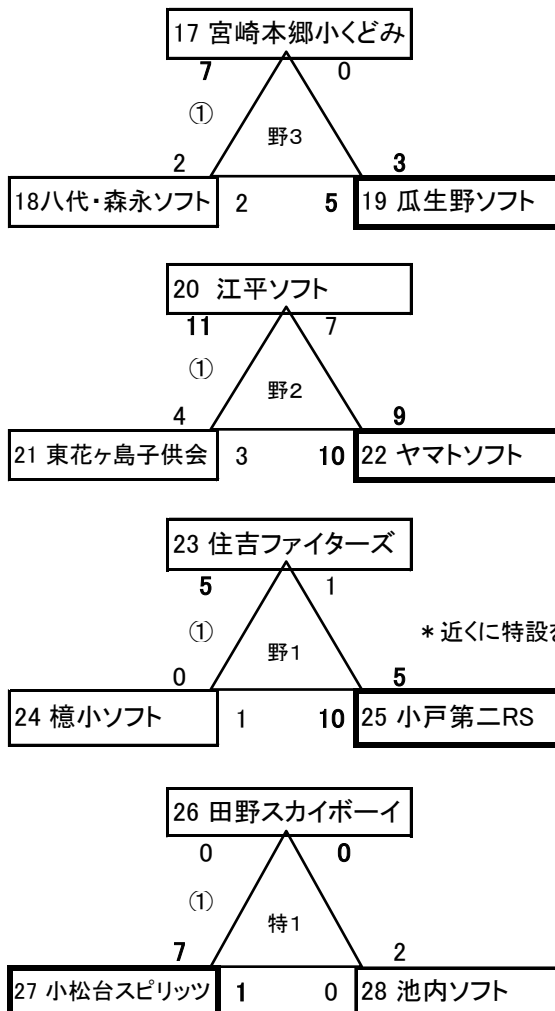 17 宮崎本郷小くどみ
7 0
①
野3
2 3
18八代・森永ソフト 2 5 19 瓜生野ソフト
20 江平ソフト
11 7
①
野2
4 9
21 東花ヶ島子供会 3 10 22 ヤマトソフト
23 住吉ファイターズ
5 1
①
野1
*近くに特設を
0 5
24 檍小ソフト 1 10 25 小戸第二RS
26 田野スカイボーイ
0 0
①
特1
7 2
27 小松台スピリッツ 1 0 28 池内ソフト